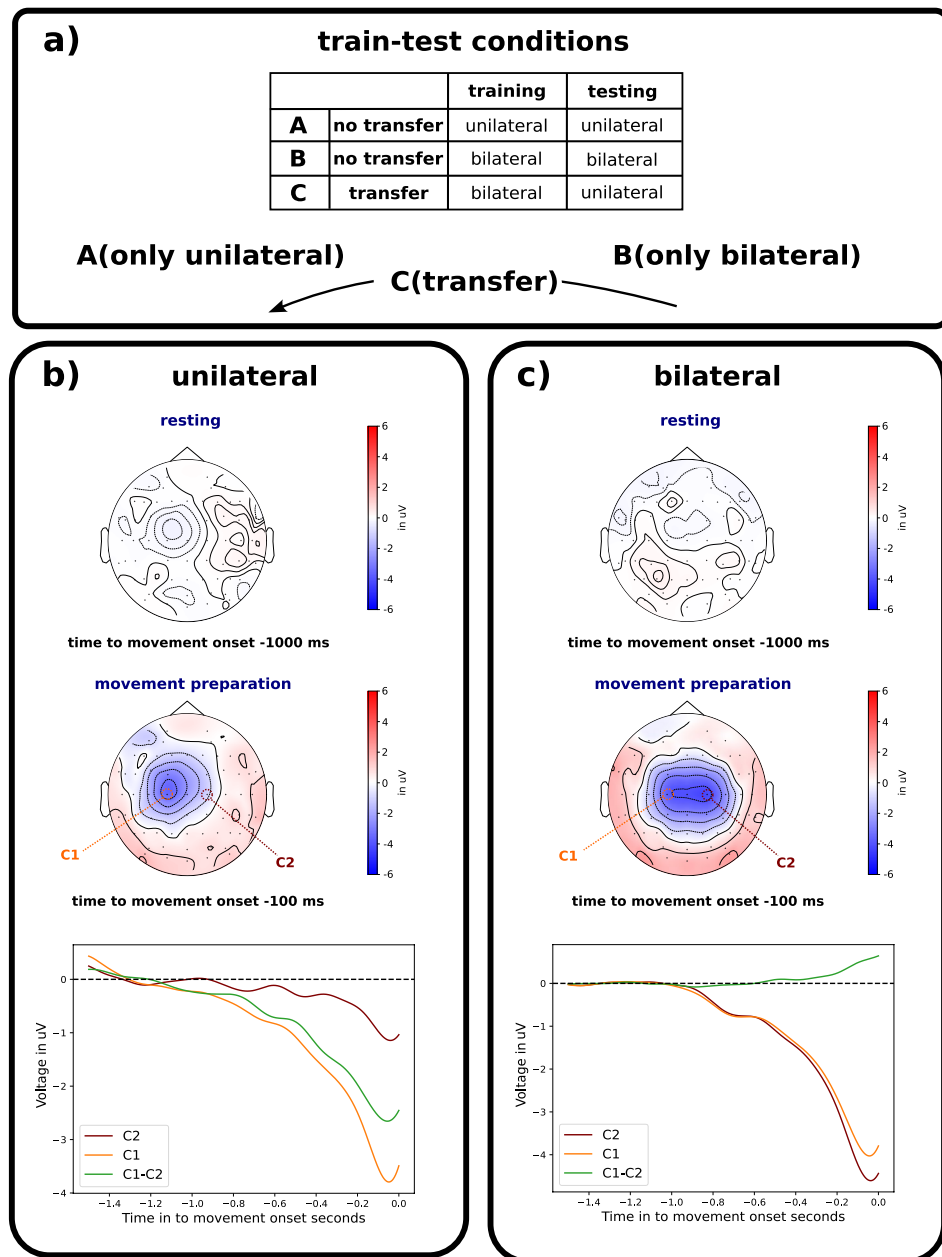 a)
train-test conditions
training testing
A no transfer unilateral unilateral
B no transfer bilateral bilateral
C transfer bilateral unilateral
A(only unilateral) B(only bilateral)
C(transfer)
b) unilateral
resting
6
4
2
0
-2
-4
-6
in uV
time to movement onset -1000 ms
movement preparation
6
4
2
0
-2
-4
-6
in uV
C1
C2
time to movement onset -100 ms
0
−1
−2
−3
−4
Voltage in uV
C2
C1
C1-C2
−1.4 −1.2 −1.0 −0.8 −0.6 −0.4 −0.2 0.0
Time in to movement onset seconds
c) bilateral
resting
6
4
2
0
-2
-4
-6
in uV
time to movement onset -1000 ms
movement preparation
6
4
2
0
-2
-4
-6
in uV
C1
C2
time to movement onset -100 ms
0
−1
−2
−3
−4
Voltage in uV
C2
C1
C1-C2
−1.4 −1.2 −1.0 −0.8 −0.6 −0.4 −0.2 0.0
Time in to movement onset seconds